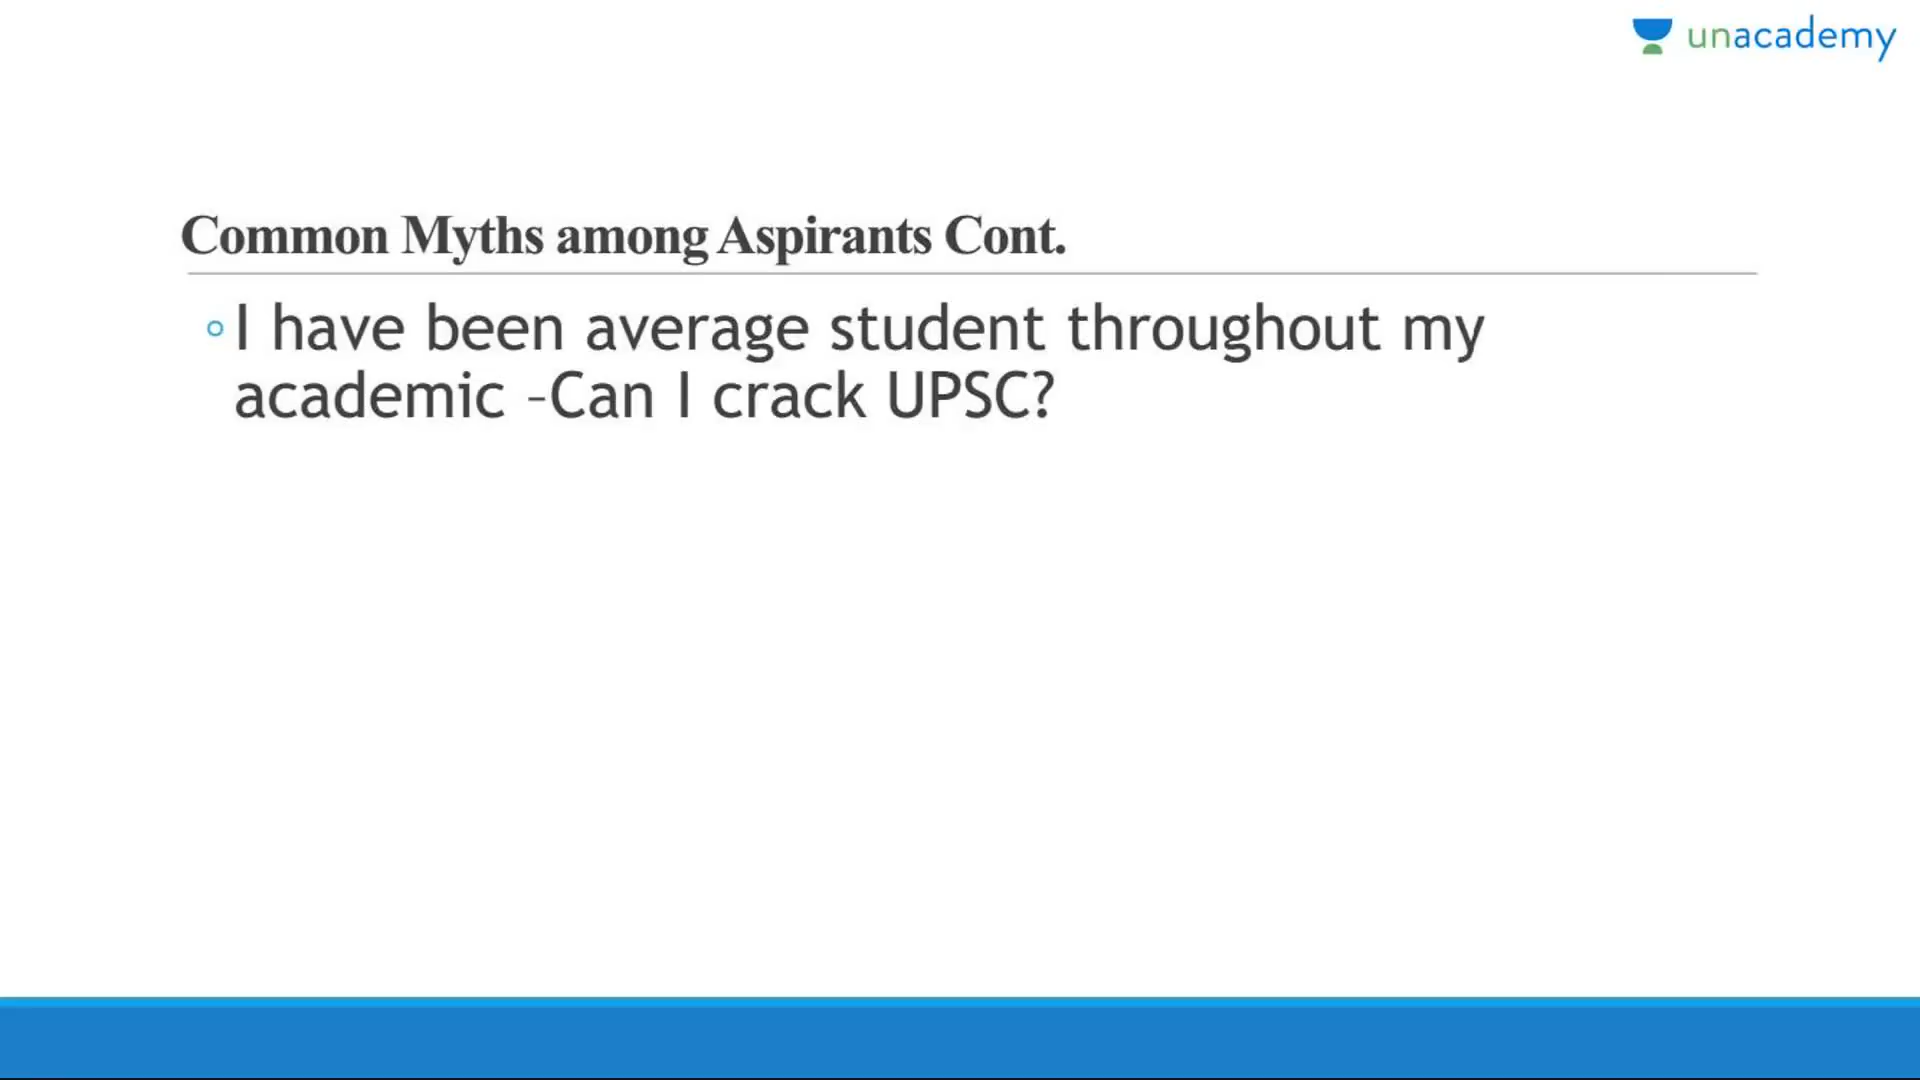 unacademy
Common Myths among Aspirants Cont.
I have been average student throughout my
academic –Can I crack UPSC?